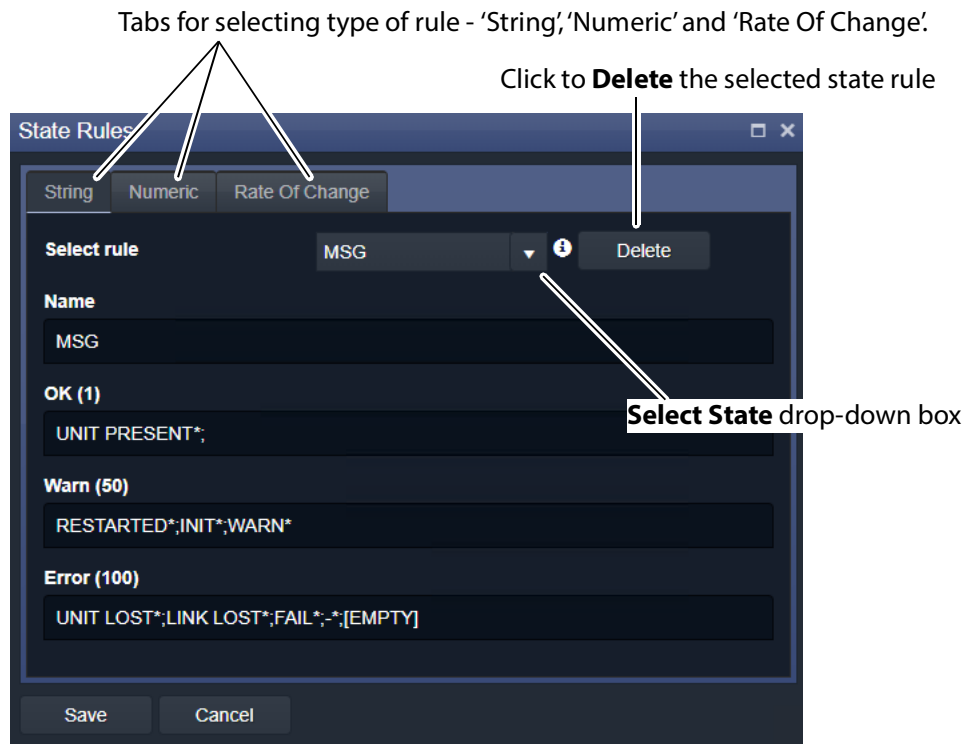 Tabs for selecting type of rule - ‘String’, ‘Numeric’ and ‘Rate Of Change’.
Click to Delete the selected state rule
State Rules
String Numeric Rate Of Change
Select rule MSG Delete
Name
MSG
Select State drop-down box
OK (1)
UNIT PRESENT*;
Warn (50)
RESTARTED*;INIT*;WARN*
Error (100)
UNIT LOST*;LINK LOST*;FAIL*;-*;[EMPTY]
Save Cancel